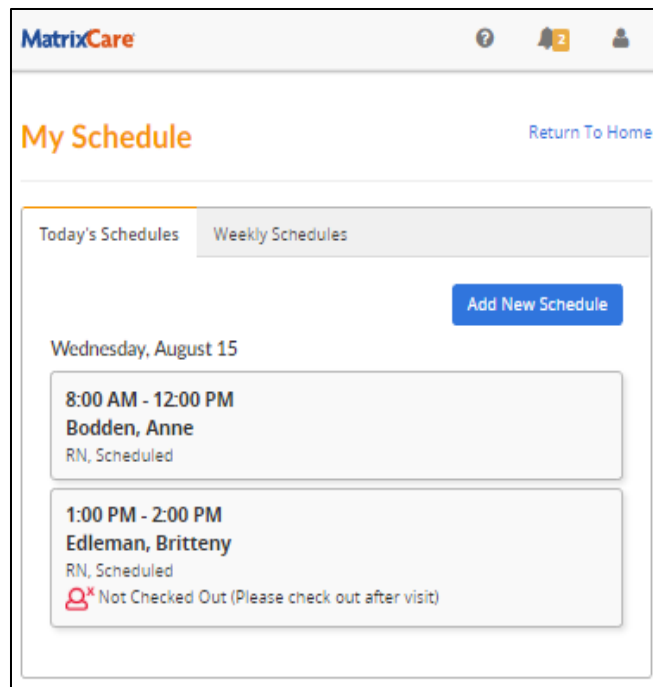 MatrixCare
2
My Schedule
Return To Home
Today's Schedules
Weekly Schedules
Add New Schedule
Wednesday, August 15
8:00 AM - 12:00 PM
Bodden, Anne
RN, Scheduled
1:00 PM - 2:00 PM
Edleman, Britteny
RN, Scheduled
Not Checked Out (Please check out after visit)